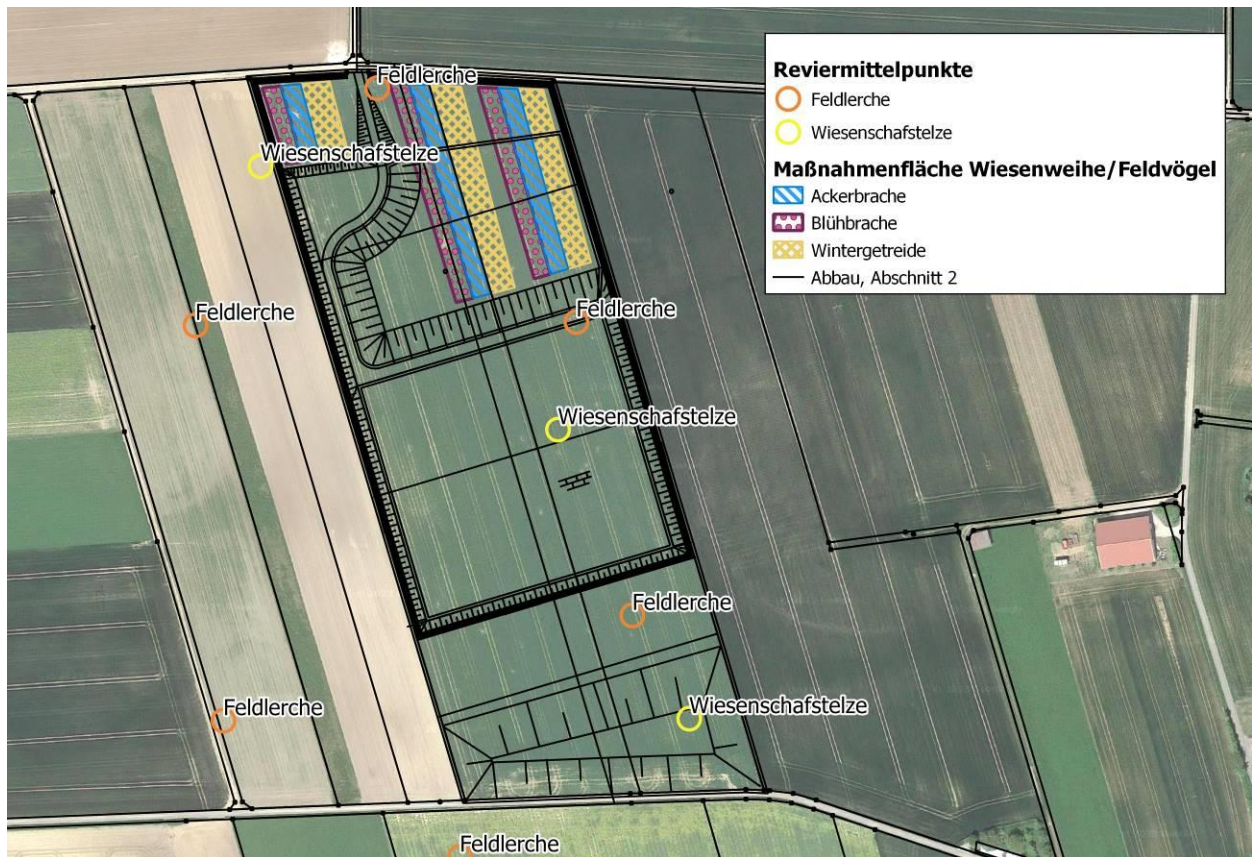 Feldlerche
Wiesenschafstelze
Feldlerche
Feldlerche
Wiesenschafstelze
Feldlerche
Wiesenschafstelze
Feldlerche
Feldlerche
Reviermittelpunkte
Feldlerche
Wiesenschafstelze
Maßnahmenfläche Wiesenweihe/Feldvögel
Ackerbrache
Blühbrache
Wintergetreide
Abbau, Abschnitt 2